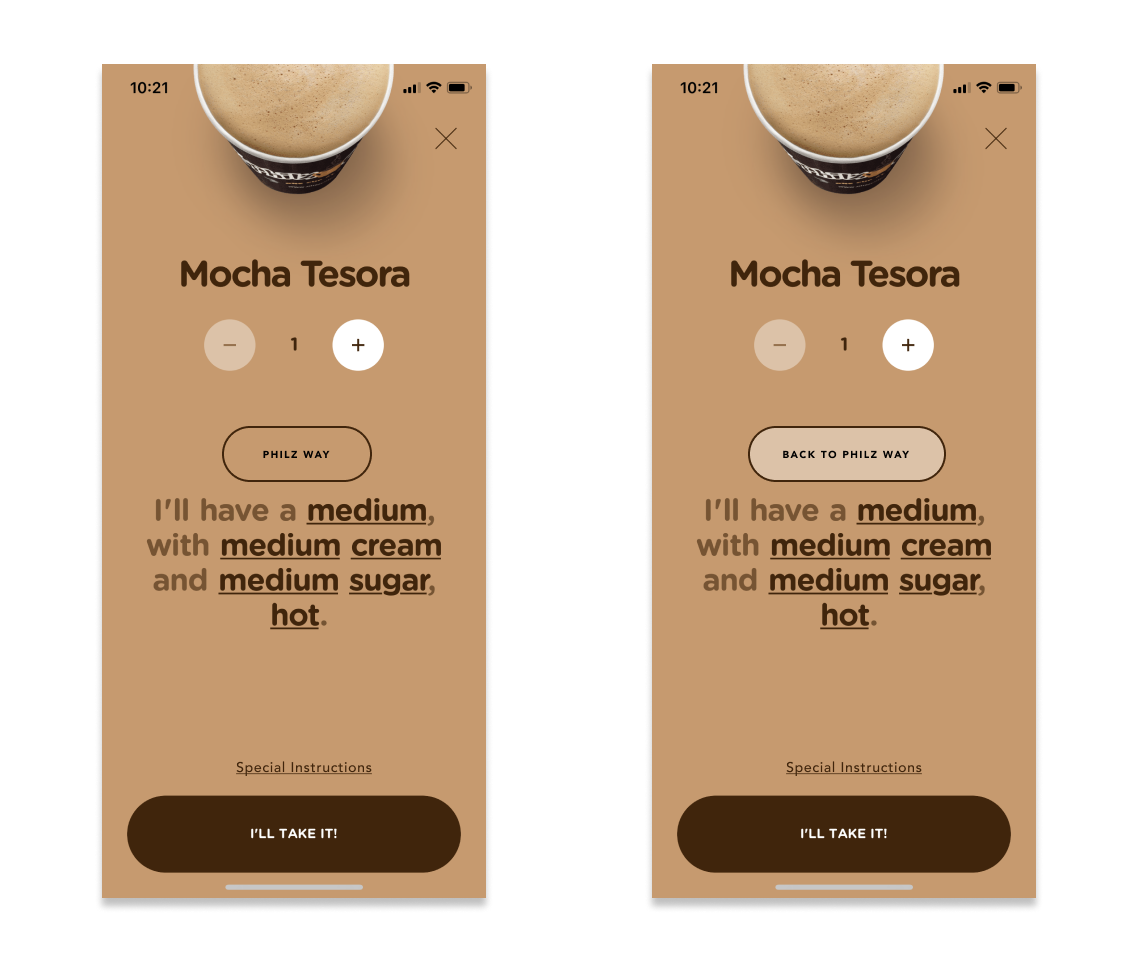 10:21
Mocha Tesora
− 1 +
PHILZ WAY
I'll have a medium,
with medium cream
and medium sugar,
hot.
Special Instructions
I'LL TAKE IT!
10:21
Mocha Tesora
− 1 +
BACK TO PHILZ WAY
I'll have a medium,
with medium cream
and medium sugar,
hot.
Special Instructions
I'LL TAKE IT!